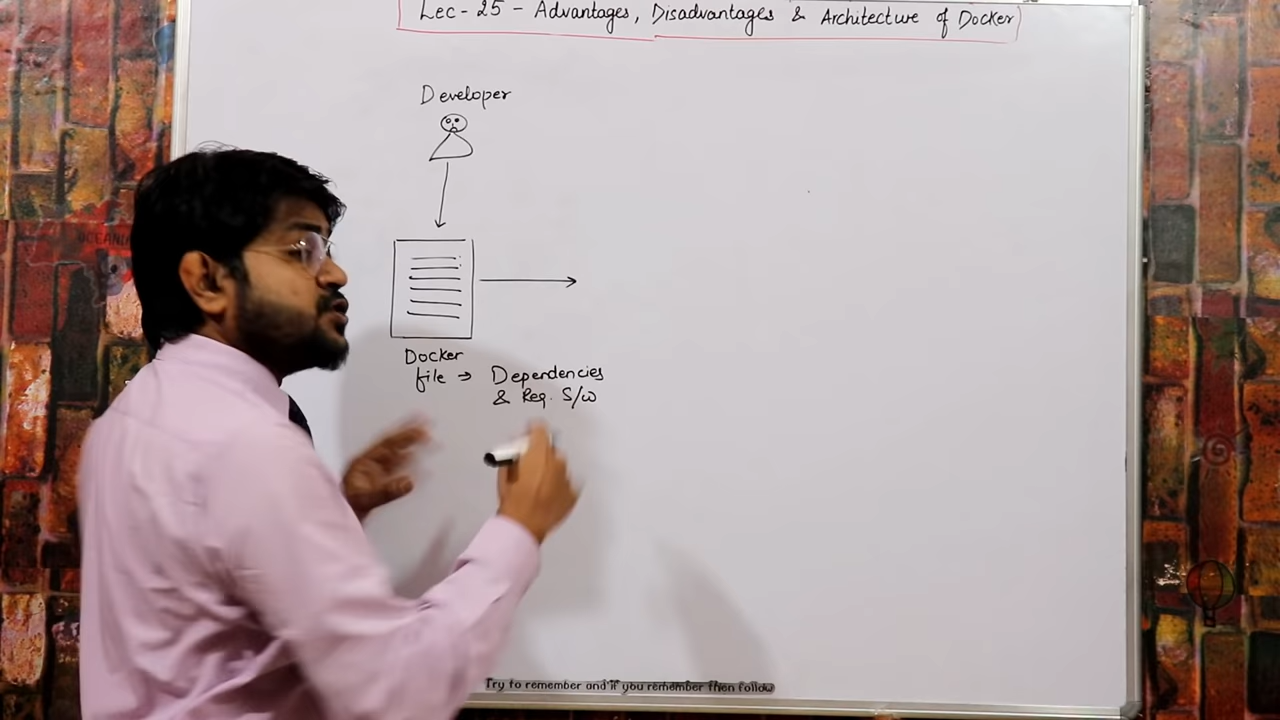 Lec - 25 - Advantages, Disadvantages & Architecture of Docker
Developer
Docker
file → Dependencies
& Req. S/W
Try to remember and if you remember then follow